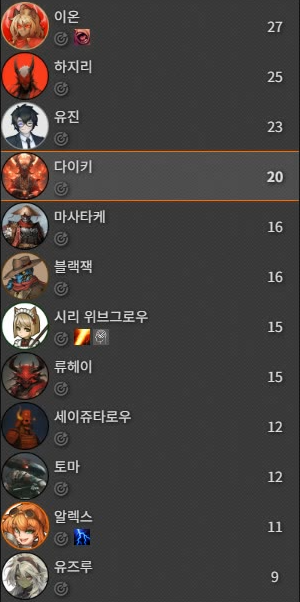 이온 27
하지리 25
유진 23
다이키 20
마사타케 16
블랙잭 16
시리 위브그로우 15
류헤이 15
세이쥬타로우 12
토마 12
알렉스 11
유즈루 9